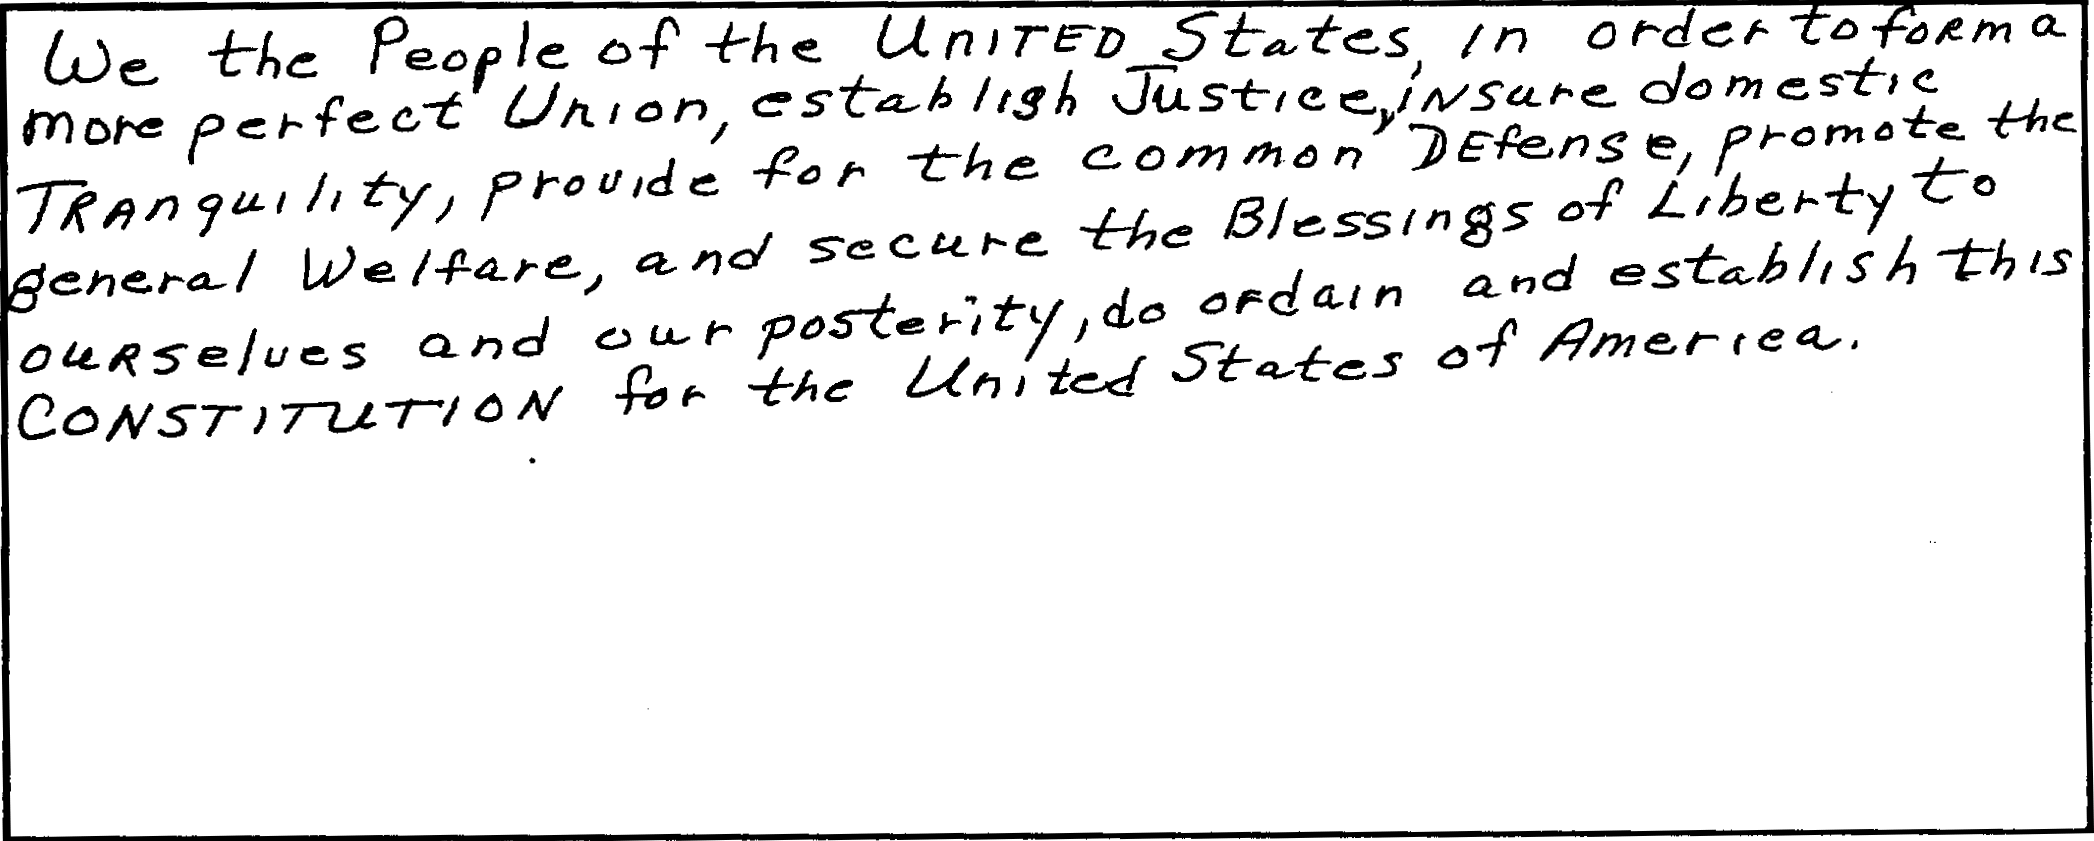 We the People of the UnITED States, in order to foRm a
more perfect Union, establish Justice, iNsure domestic
TRAnquility, provide for the common DEfense, promote the
general Welfare, and secure the Blessings of Liberty to
ouRselves and our posterity, do ordain and establish this
CONSTITUTION for the United States of America.